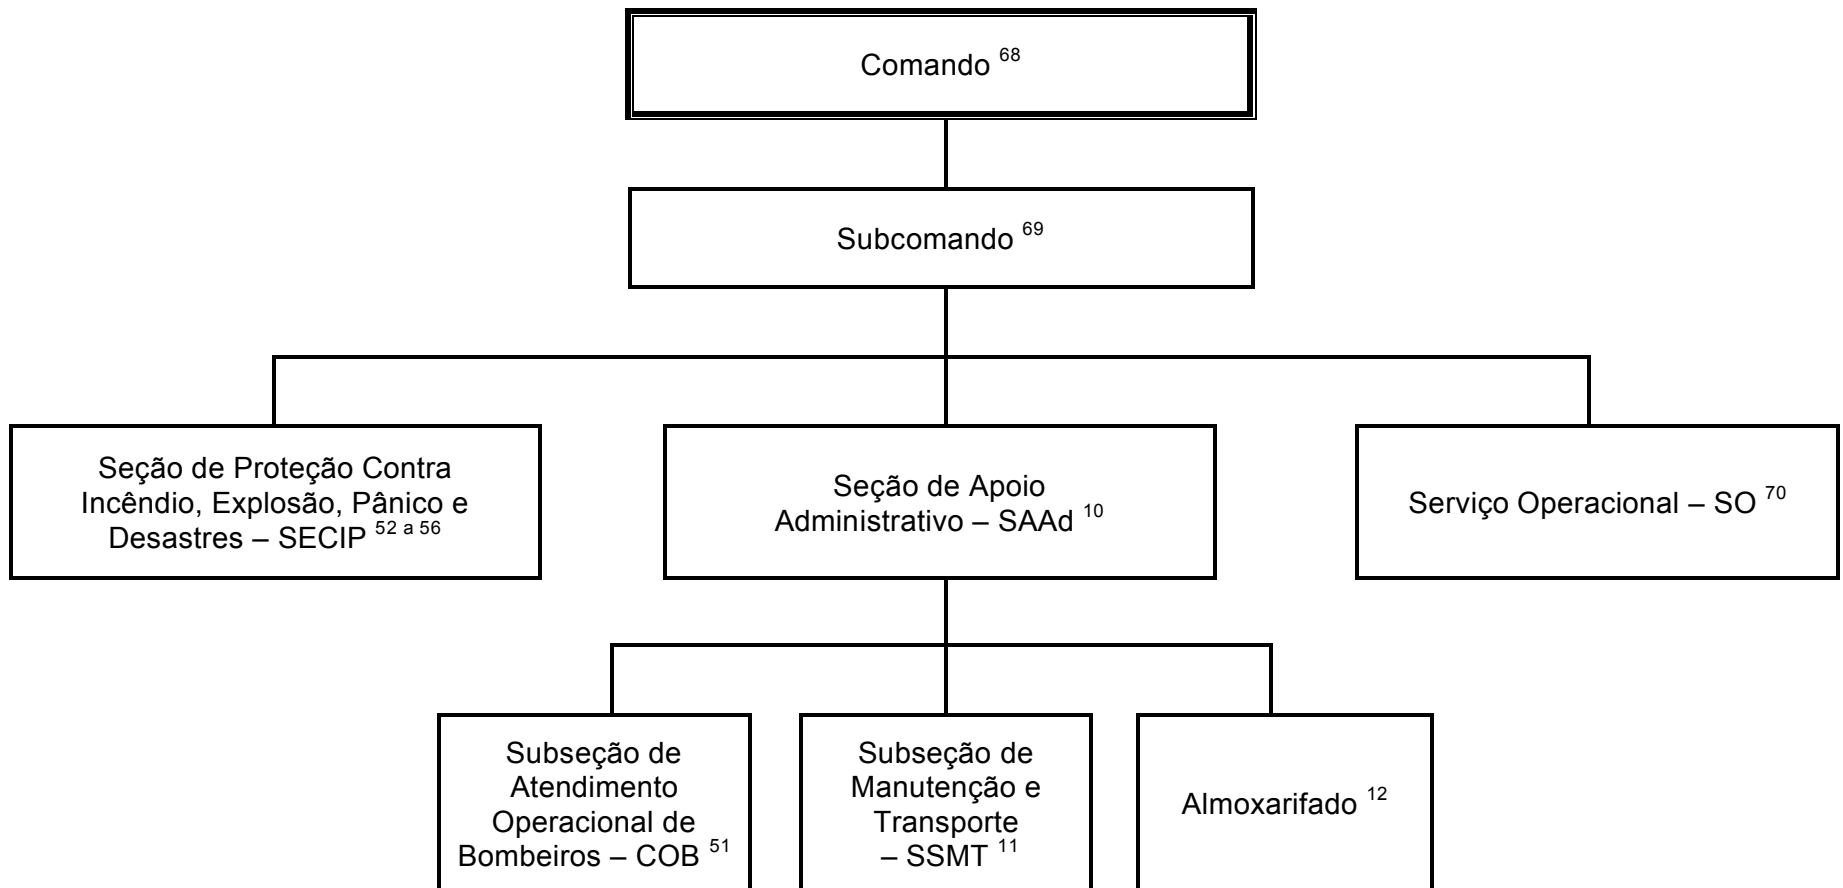 Comando 68
Subcomando 69
Seção de Proteção Contra
Incêndio, Explosão, Pânico e
Desastres – SECIP 52 a 56
Seção de Apoio
Administrativo – SAAd 10
Serviço Operacional – SO 70
Subseção de
Atendimento
Operacional de
Bombeiros – COB 51
Subseção de
Manutenção e
Transporte
– SSMT 11
Almoxarifado 12